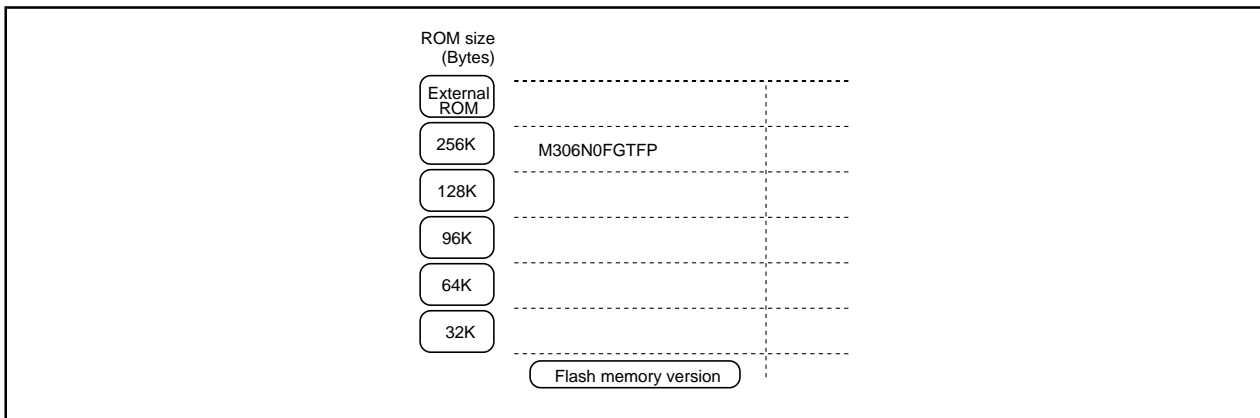 ROM size
(Bytes)
External
ROM
256K
M306N0FGTFP
128K
96K
64K
32K
Flash memory version